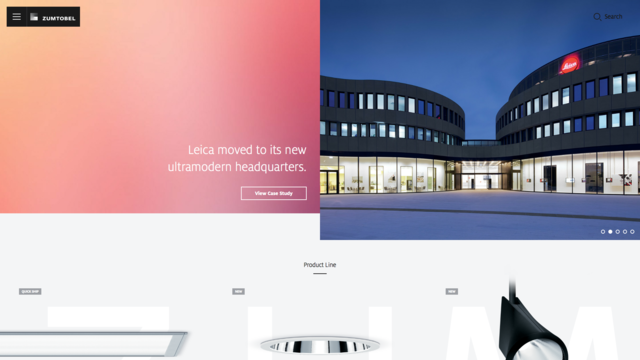 ZUMTOBEL
Search
Leica
Leica moved to its new
ultramodern headquarters.
View Case Study
Product Line
QUICK SHIP
NEW
NEW